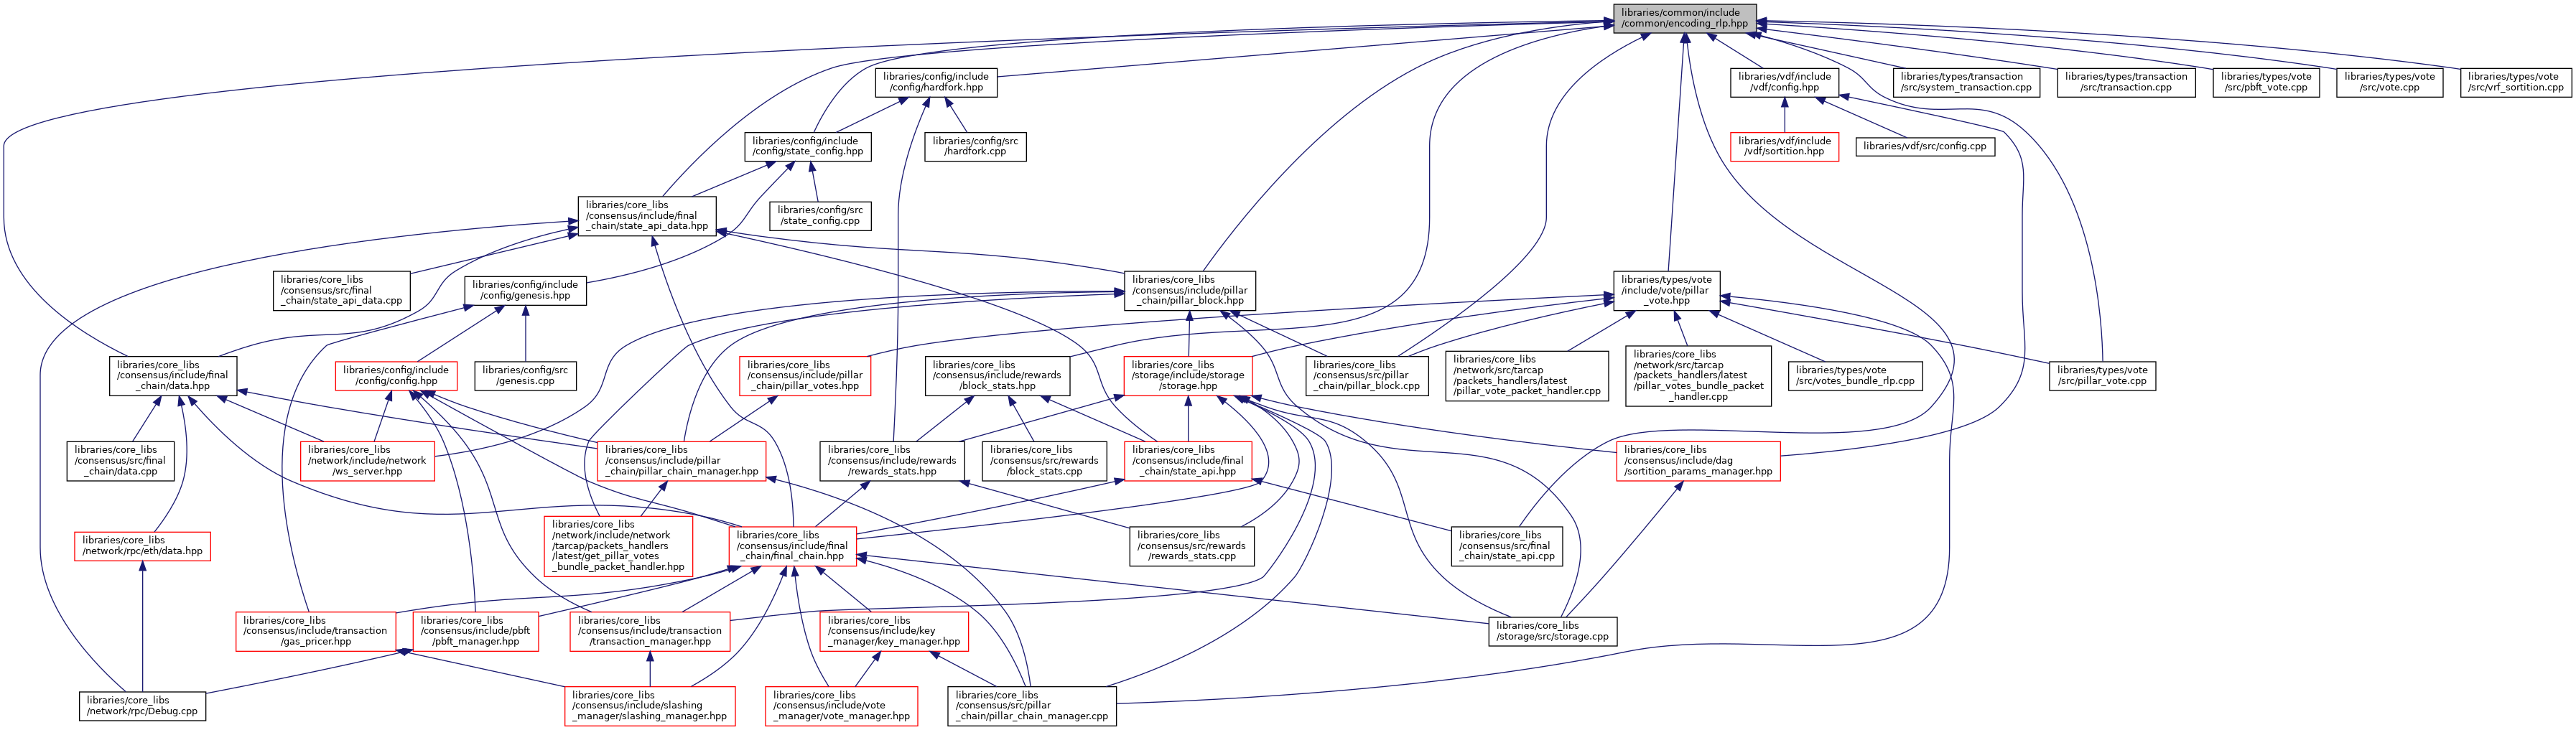 libraries/common/include
/common/encoding_rlp.hpp
libraries/config/include
/config/hardfork.hpp
libraries/vdf/include
/vdf/config.hpp
libraries/types/transaction
/src/system_transaction.cpp
libraries/types/transaction
/src/transaction.cpp
libraries/types/vote
/src/pbft_vote.cpp
libraries/types/vote
/src/vote.cpp
libraries/types/vote
/src/vrf_sortition.cpp
libraries/config/include
/config/state_config.hpp
libraries/config/src
/hardfork.cpp
libraries/vdf/include
/vdf/sortition.hpp
libraries/vdf/src/config.cpp
libraries/core_libs
/consensus/include/final
_chain/state_api_data.hpp
libraries/config/src
/state_config.cpp
libraries/core_libs
/consensus/src/final
_chain/state_api_data.cpp
libraries/config/include
/config/genesis.hpp
libraries/core_libs
/consensus/include/pillar
_chain/pillar_block.hpp
libraries/types/vote
/include/vote/pillar
_vote.hpp
libraries/core_libs
/consensus/include/final
_chain/data.hpp
libraries/config/include
/config/config.hpp
libraries/config/src
/genesis.cpp
libraries/core_libs
/consensus/include/pillar
_chain/pillar_votes.hpp
libraries/core_libs
/consensus/include/rewards
/block_stats.hpp
libraries/core_libs
/storage/include/storage
/storage.hpp
libraries/core_libs
/consensus/src/pillar
_chain/pillar_block.cpp
libraries/core_libs
/network/src/tarcap
/packets_handlers/latest
/pillar_vote_packet_handler.cpp
libraries/core_libs
/network/src/tarcap
/packets_handlers/latest
/pillar_votes_bundle_packet
_handler.cpp
libraries/types/vote
/src/votes_bundle_rlp.cpp
libraries/types/vote
/src/pillar_vote.cpp
libraries/core_libs
/consensus/src/final
_chain/data.cpp
libraries/core_libs
/network/include/network
/ws_server.hpp
libraries/core_libs
/consensus/include/pillar
_chain/pillar_chain_manager.hpp
libraries/core_libs
/consensus/include/rewards
/rewards_stats.hpp
libraries/core_libs
/consensus/src/rewards
/block_stats.cpp
libraries/core_libs
/consensus/include/final
_chain/state_api.hpp
libraries/core_libs
/consensus/include/dag
/sortition_params_manager.hpp
libraries/core_libs
/network/rpc/eth/data.hpp
libraries/core_libs
/network/include/network
/tarcap/packets_handlers
/latest/get_pillar_votes
_bundle_packet_handler.hpp
libraries/core_libs
/consensus/include/final
_chain/final_chain.hpp
libraries/core_libs
/consensus/src/rewards
/rewards_stats.cpp
libraries/core_libs
/consensus/src/final
_chain/state_api.cpp
libraries/core_libs
/consensus/include/transaction
/gas_pricer.hpp
libraries/core_libs
/consensus/include/pbft
/pbft_manager.hpp
libraries/core_libs
/consensus/include/transaction
/transaction_manager.hpp
libraries/core_libs
/consensus/include/key
_manager/key_manager.hpp
libraries/core_libs
/storage/src/storage.cpp
libraries/core_libs
/network/rpc/Debug.cpp
libraries/core_libs
/consensus/include/slashing
_manager/slashing_manager.hpp
libraries/core_libs
/consensus/include/vote
_manager/vote_manager.hpp
libraries/core_libs
/consensus/src/pillar
_chain/pillar_chain_manager.cpp